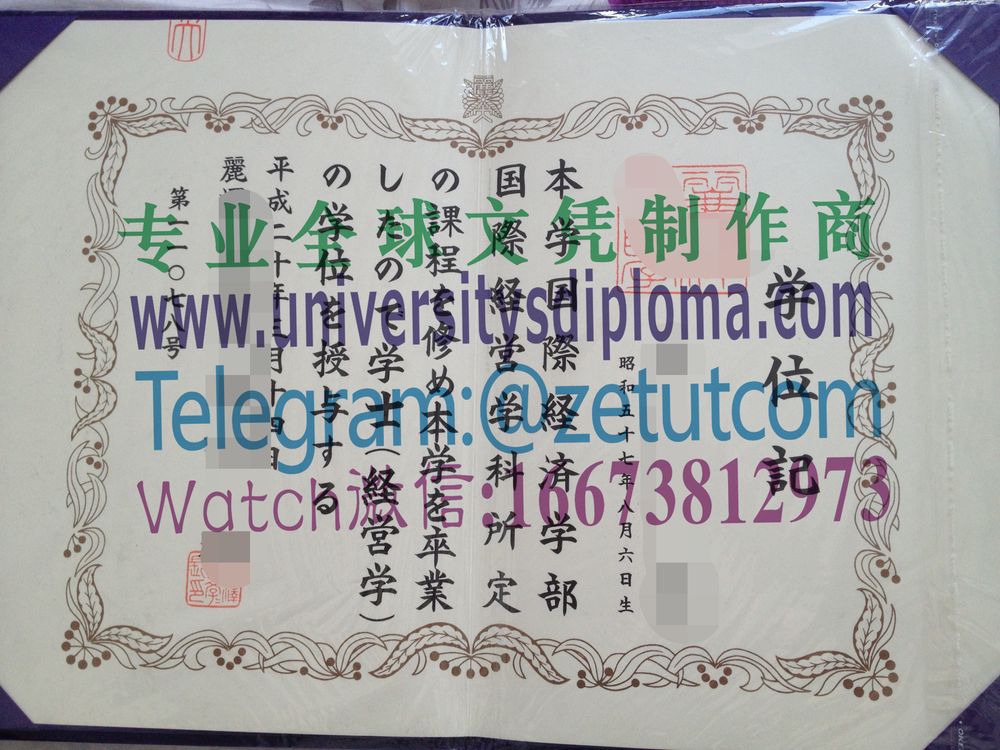 学位記
昭和五十七年八月六日生
本学国際経済学部
国際経営学科所定
の課程を修め本学を卒業
したので学士(経営学)
の学位を授与する
平成二十年三月十四日
麗
第一一〇七八号
专业全球文凭制作商
www.universitysdiploma.com
Telegram:@zetutcom
Watch微信:16673812973